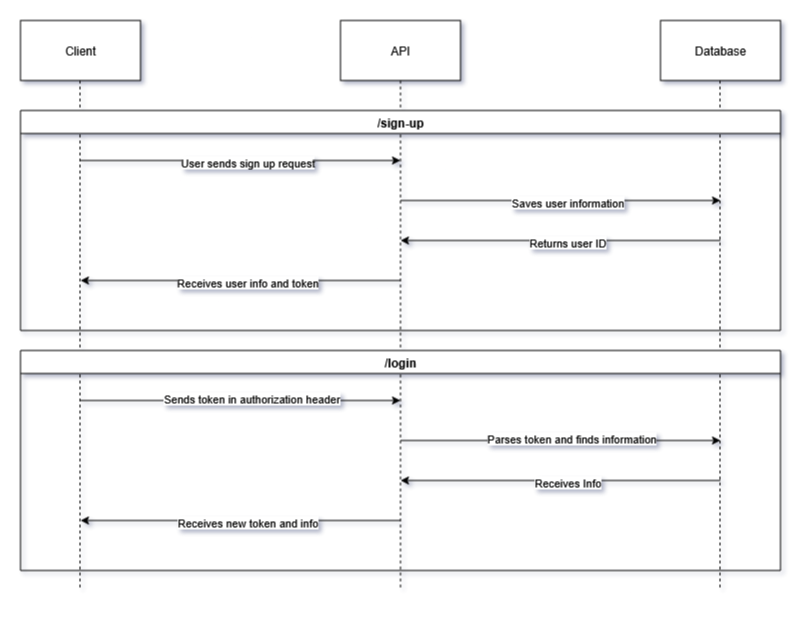 Client
API
Database
/sign-up
User sends sign up request
Saves user information
Returns user ID
Receives user info and token
/login
Sends token in authorization header
Parses token and finds information
Receives Info
Receives new token and info